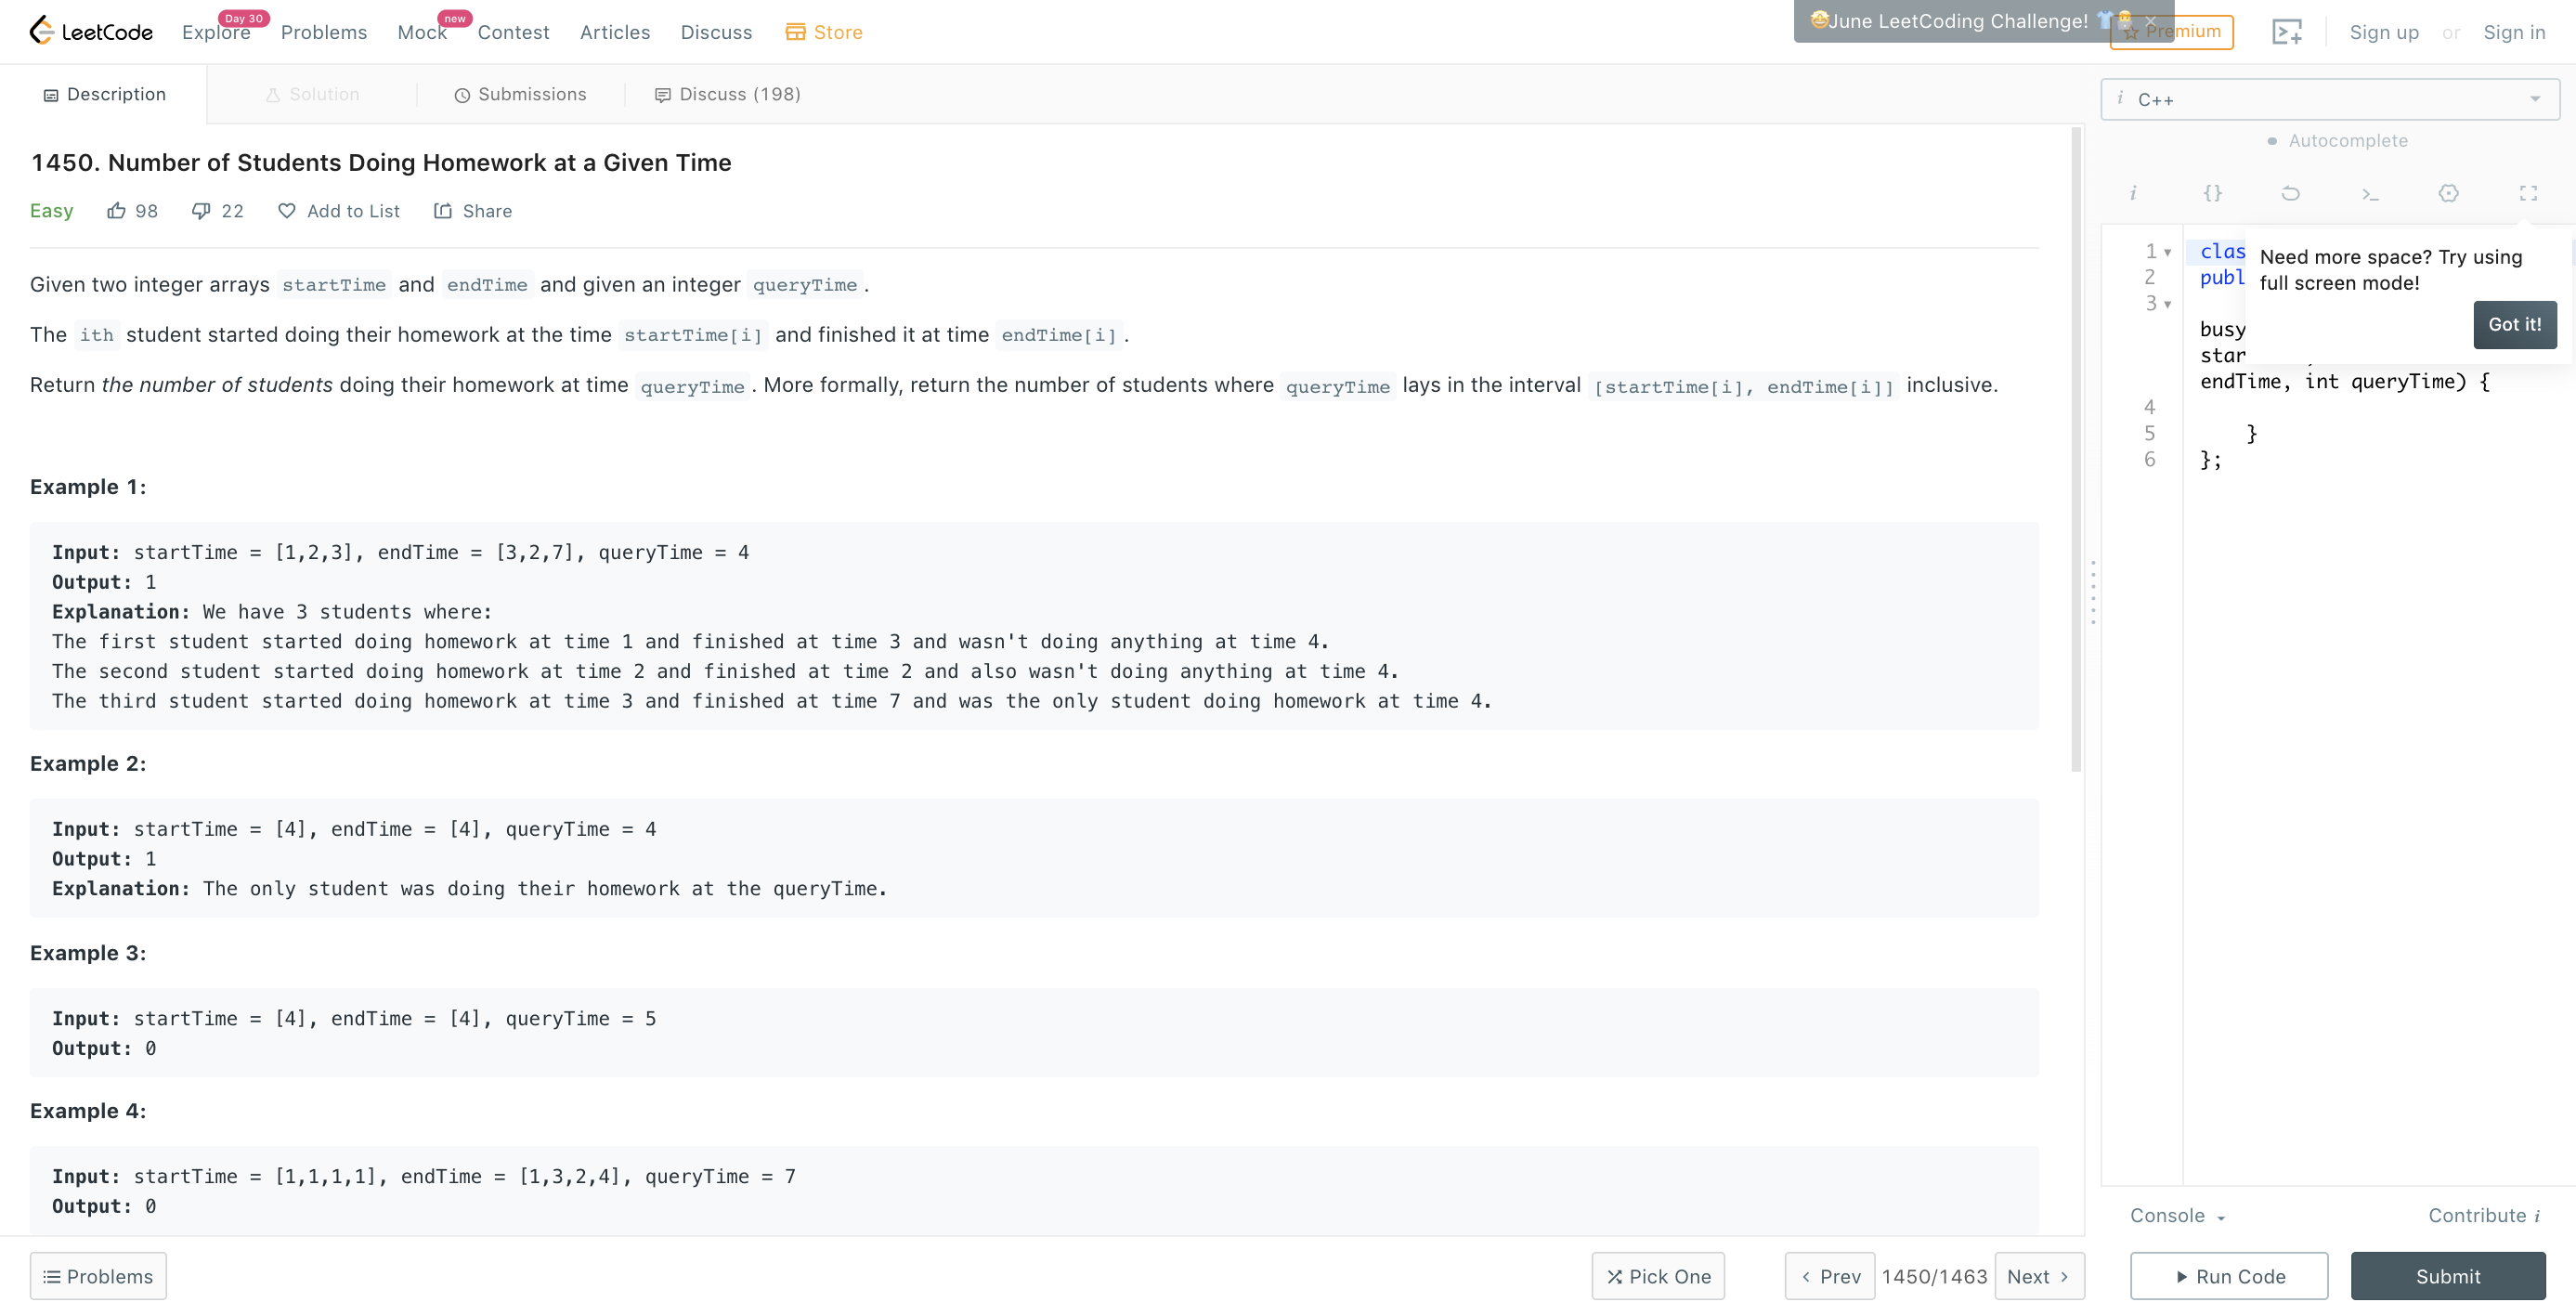 LeetCode
Explore Day 30 Problems Mock new Contest Articles Discuss Store
🤩June LeetCoding Challenge! 👕 ×
Premium
Sign up or Sign in
Description Solution Submissions Discuss (198)
1450. Number of Students Doing Homework at a Given Time
Easy 98 22 Add to List Share
Given two integer arrays startTime and endTime and given an integer queryTime.
The ith student started doing their homework at the time startTime[i] and finished it at time endTime[i].
Return the number of students doing their homework at time queryTime. More formally, return the number of students where queryTime lays in the interval [startTime[i], endTime[i]] inclusive.
Example 1:
Input: startTime = [1,2,3], endTime = [3,2,7], queryTime = 4
Output: 1
Explanation: We have 3 students where:
The first student started doing homework at time 1 and finished at time 3 and wasn't doing anything at time 4.
The second student started doing homework at time 2 and finished at time 2 and also wasn't doing anything at time 4.
The third student started doing homework at time 3 and finished at time 7 and was the only student doing homework at time 4.
Example 2:
Input: startTime = [4], endTime = [4], queryTime = 4
Output: 1
Explanation: The only student was doing their homework at the queryTime.
Example 3:
Input: startTime = [4], endTime = [4], queryTime = 5
Output: 0
Example 4:
Input: startTime = [1,1,1,1], endTime = [1,3,2,4], queryTime = 7
Output: 0
Problems
Pick One
‹ Prev 1450/1463 Next ›
i C++
Autocomplete
i {} >_
1 clas
2 publ
3
busy
star
endTime, int queryTime) {
4
5 }
6 };
Need more space? Try using
full screen mode!
Got it!
Console Contribute i
Run Code Submit